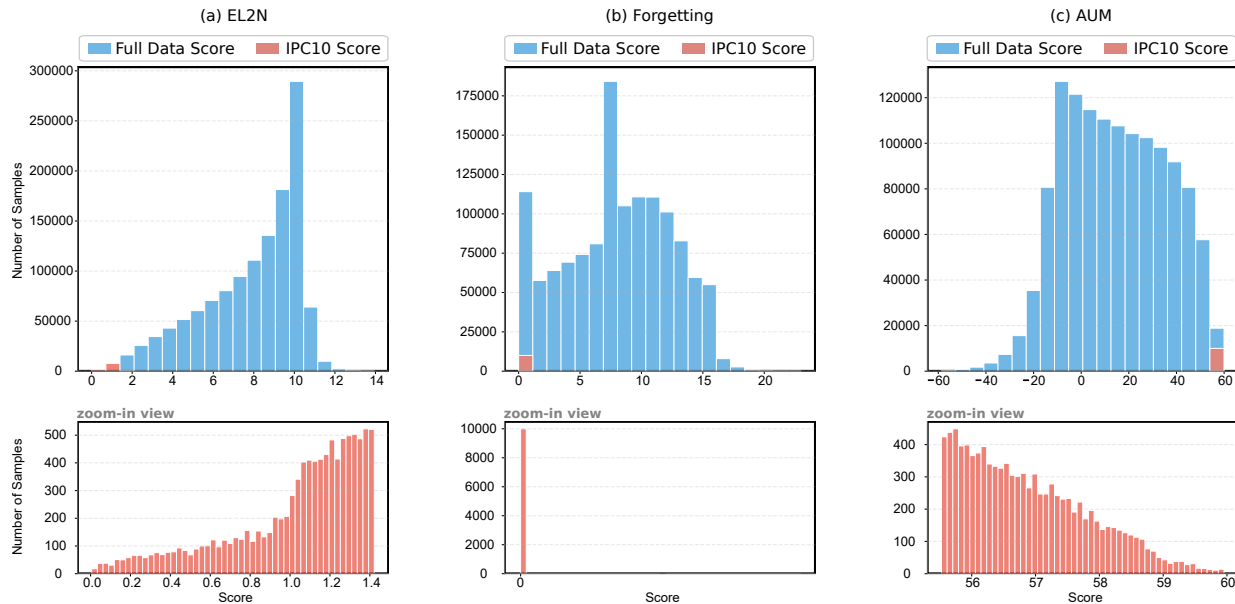 (a) EL2N
Full Data Score
IPC10 Score
Number of Samples
300000
250000
200000
150000
100000
50000
0
0 2 4 6 8 10 12 14
zoom-in view
Number of Samples
500
400
300
200
100
0
0.0 0.2 0.4 0.6 0.8 1.0 1.2 1.4
Score
(b) Forgetting
Full Data Score
IPC10 Score
175000
150000
125000
100000
75000
50000
25000
0
0 5 10 15 20
zoom-in view
10000
8000
6000
4000
2000
0
0
Score
(c) AUM
Full Data Score
IPC10 Score
120000
100000
80000
60000
40000
20000
0
−60 −40 −20 0 20 40 60
zoom-in view
400
300
200
100
0
56 57 58 59 60
Score